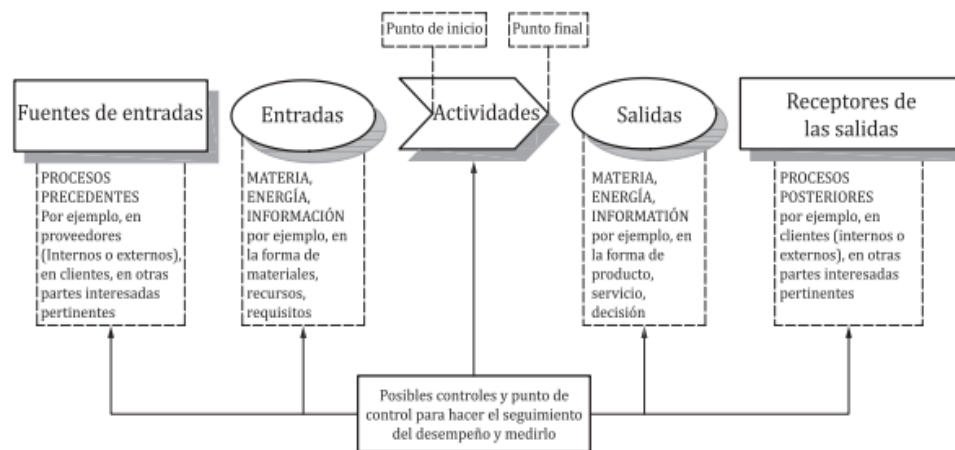 Punto de inicio
Punto final
Fuentes de entradas
Entradas
Actividades
Salidas
Receptores de
las salidas
PROCESOS
PRECEDENTES
Por ejemplo, en
proveedores
(Internos o externos),
en clientes, en otras
partes interesadas
pertinentes
MATERIA,
ENERGÍA,
INFORMACIÓN
por ejemplo, en
la forma de
materiales,
recursos,
requisitos
MATERIA,
ENERGÍA,
INFORMATIÓN
por ejemplo, en
la forma de
producto,
servicio,
decisión
PROCESOS
POSTERIORES
por ejemplo, en
clientes (internos o
externos), en otras
partes interesadas
pertinentes
Posibles controles y punto de
control para hacer el seguimiento
del desempeño y medirlo